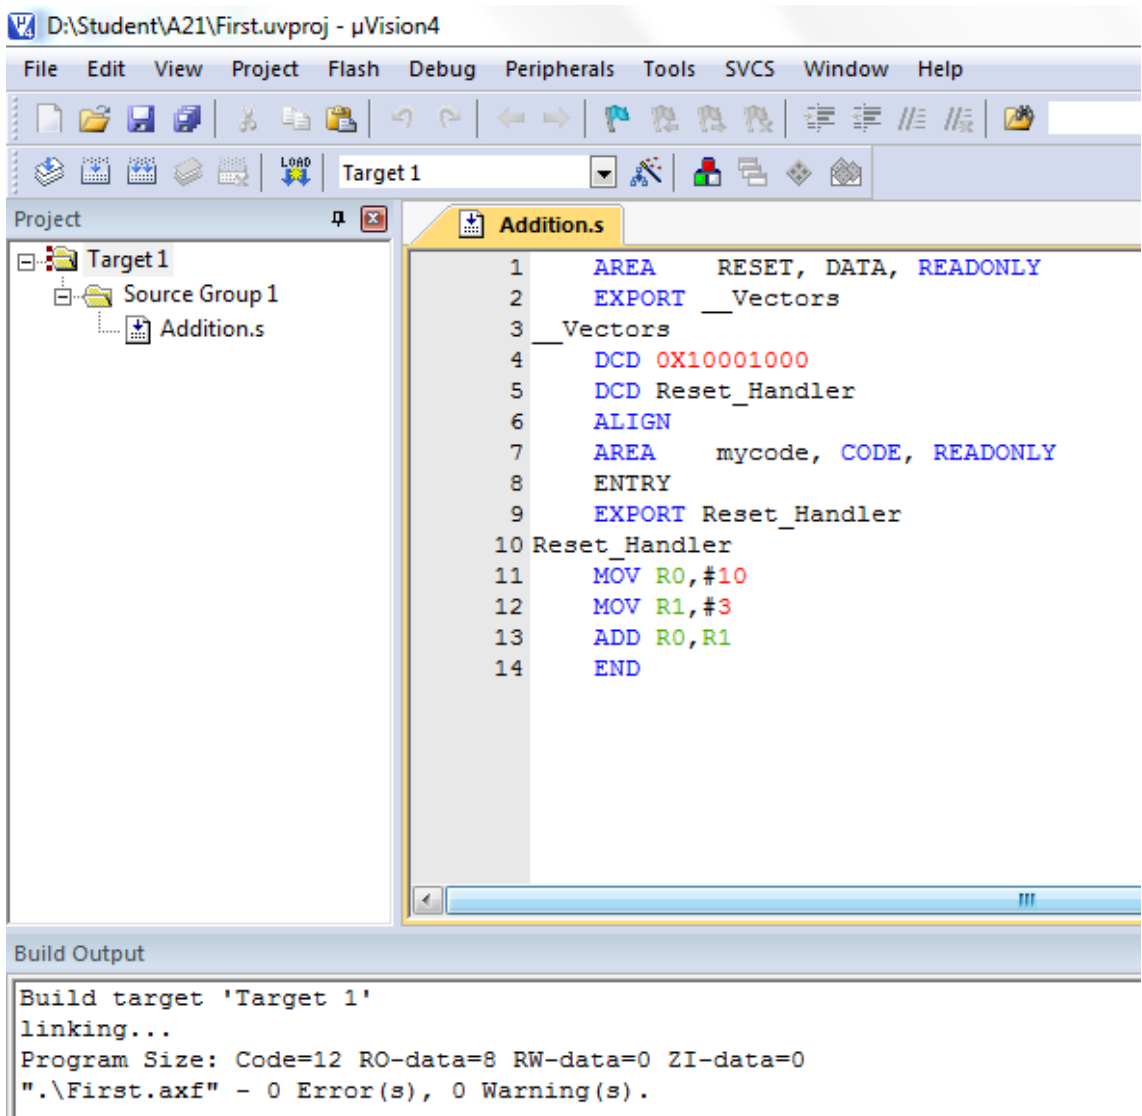 D:\Student\A21\First.uvproj - µVision4
File Edit View Project Flash Debug Peripherals Tools SVCS Window Help
LOAD Target 1
Project
Addition.s
Target 1
Source Group 1
Addition.s
1 AREA RESET, DATA, READONLY
2 EXPORT __Vectors
3 __Vectors
4 DCD 0X10001000
5 DCD Reset_Handler
6 ALIGN
7 AREA mycode, CODE, READONLY
8 ENTRY
9 EXPORT Reset_Handler
10 Reset_Handler
11 MOV R0,#10
12 MOV R1,#3
13 ADD R0,R1
14 END
Build Output
Build target 'Target 1'
linking...
Program Size: Code=12 RO-data=8 RW-data=0 ZI-data=0
".\First.axf" - 0 Error(s), 0 Warning(s).